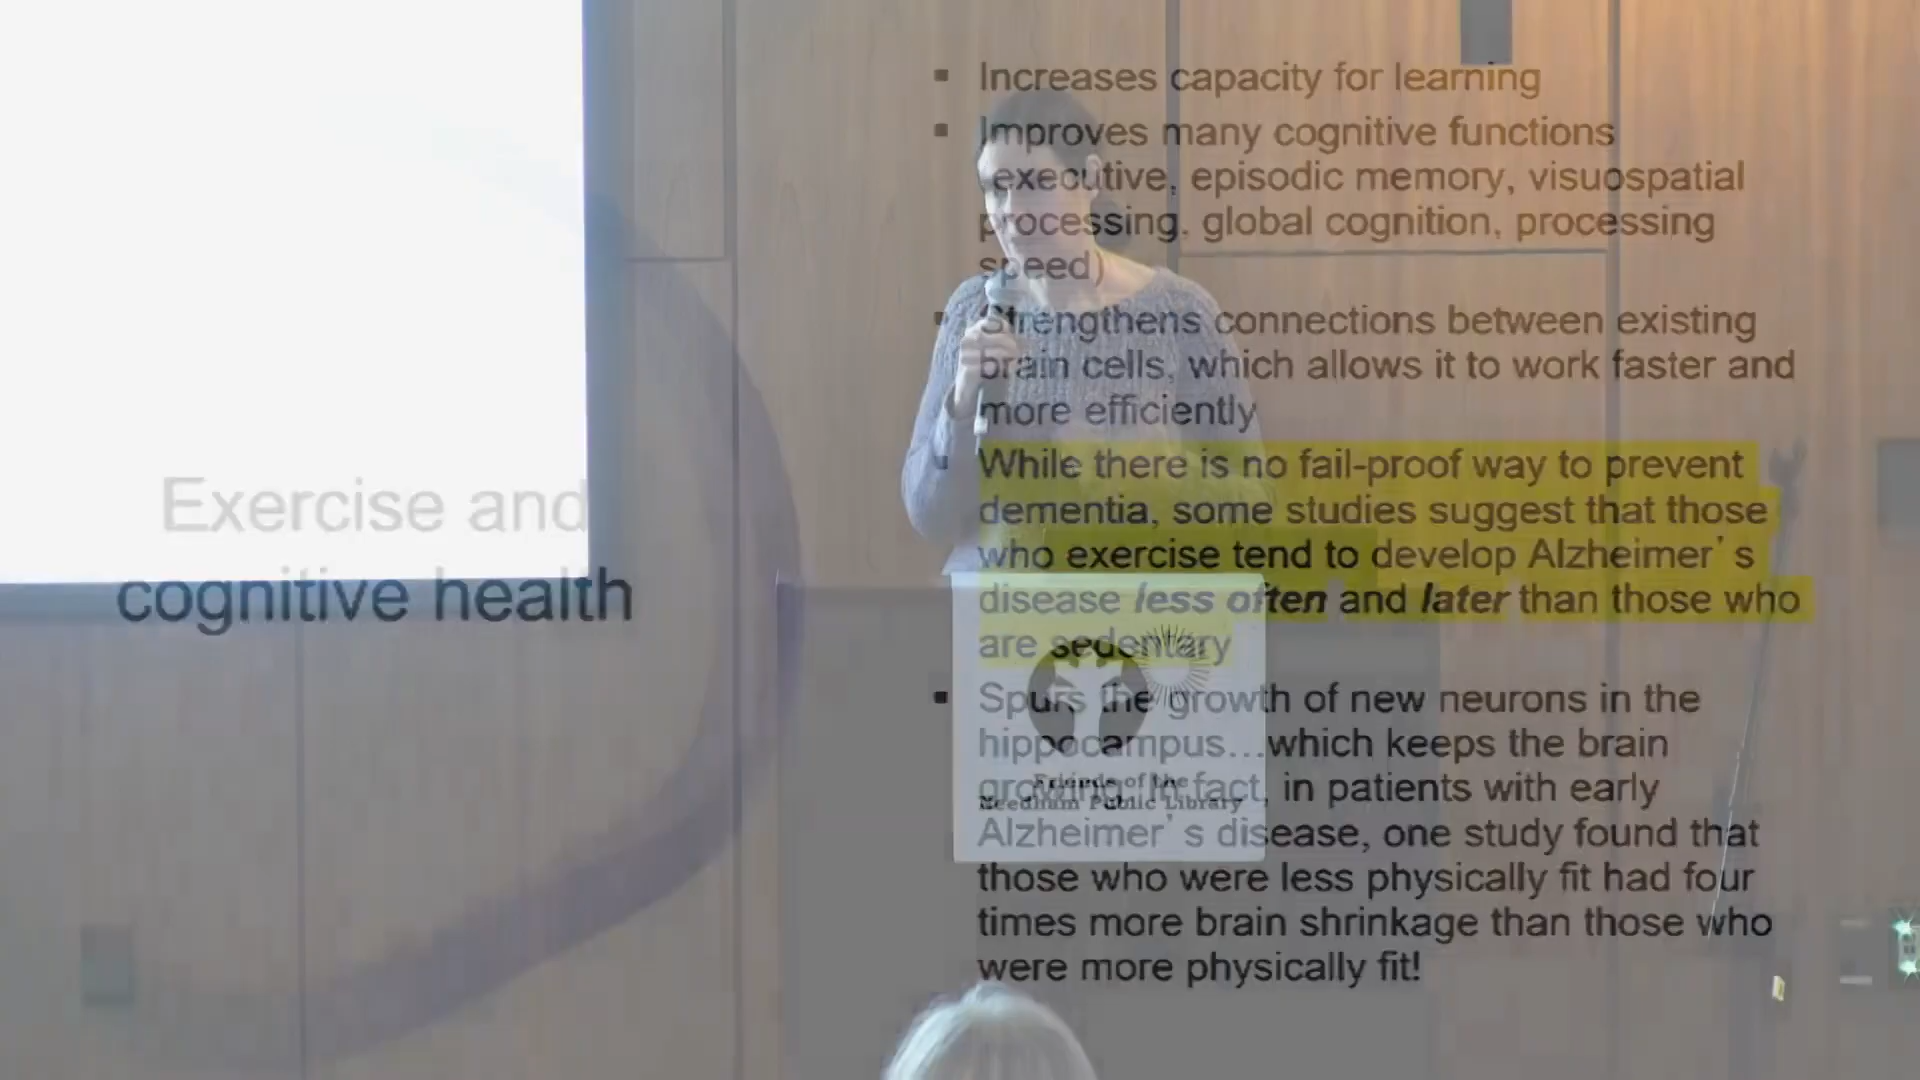 Exercise and
cognitive health
▪ Increases capacity for learning
▪ Improves many cognitive functions
executive, episodic memory, visuospatial
processing, global cognition, processing
speed)
▪ Strengthens connections between existing
brain cells, which allows it to work faster and
more efficiently
▪ While there is no fail-proof way to prevent
dementia, some studies suggest that those
who exercise tend to develop Alzheimer's
disease less often and later than those who
are sedentary
▪ Spurs the growth of new neurons in the
hippocampus...which keeps the brain
growing. In fact, in patients with early
Alzheimer's disease, one study found that
those who were less physically fit had four
times more brain shrinkage than those who
were more physically fit!
Friends of the
Needham Public Library